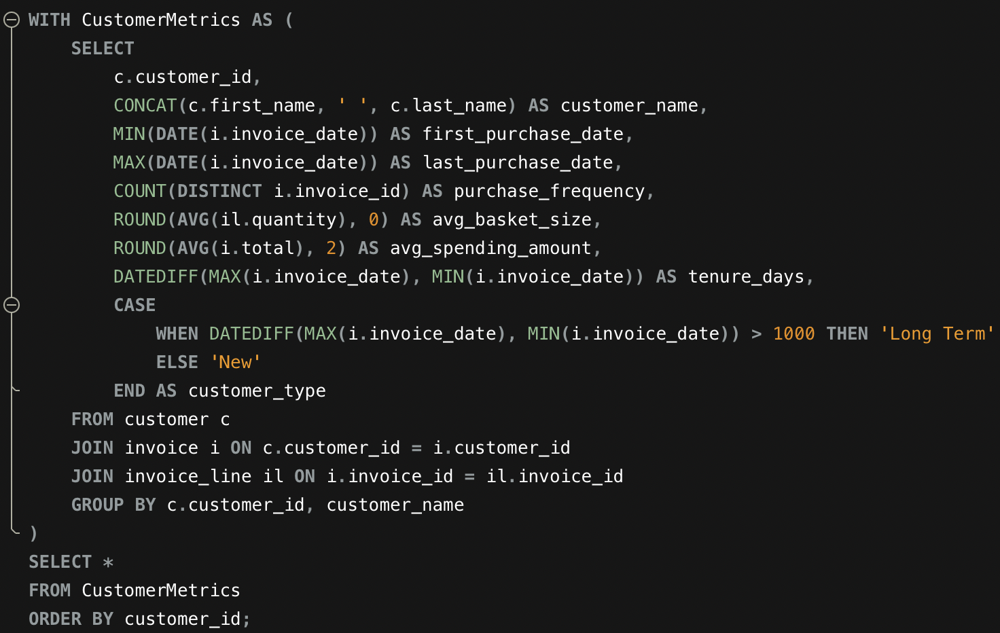 WITH CustomerMetrics AS (
    SELECT
        c.customer_id,
        CONCAT(c.first_name, ' ', c.last_name) AS customer_name,
        MIN(DATE(i.invoice_date)) AS first_purchase_date,
        MAX(DATE(i.invoice_date)) AS last_purchase_date,
        COUNT(DISTINCT i.invoice_id) AS purchase_frequency,
        ROUND(AVG(il.quantity), 0) AS avg_basket_size,
        ROUND(AVG(i.total), 2) AS avg_spending_amount,
        DATEDIFF(MAX(i.invoice_date), MIN(i.invoice_date)) AS tenure_days,
        CASE
            WHEN DATEDIFF(MAX(i.invoice_date), MIN(i.invoice_date)) > 1000 THEN 'Long Term'
            ELSE 'New'
        END AS customer_type
    FROM customer c
    JOIN invoice i ON c.customer_id = i.customer_id
    JOIN invoice_line il ON i.invoice_id = il.invoice_id
    GROUP BY c.customer_id, customer_name
)
SELECT *
FROM CustomerMetrics
ORDER BY customer_id;